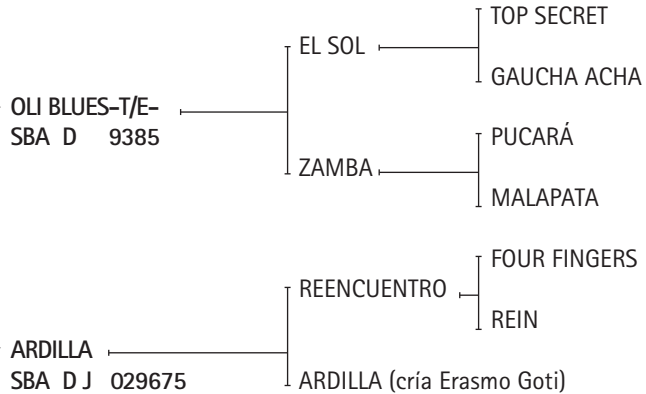 TOP SECRET
EL SOL
GAUCHA ACHA
OLI BLUES-T/E-
SBA D 9385
PUCARÁ
ZAMBA
MALAPATA
FOUR FINGERS
REENCUENTRO
REIN
ARDILLA
SBA D J 029675
ARDILLA (cría Erasmo Goti)